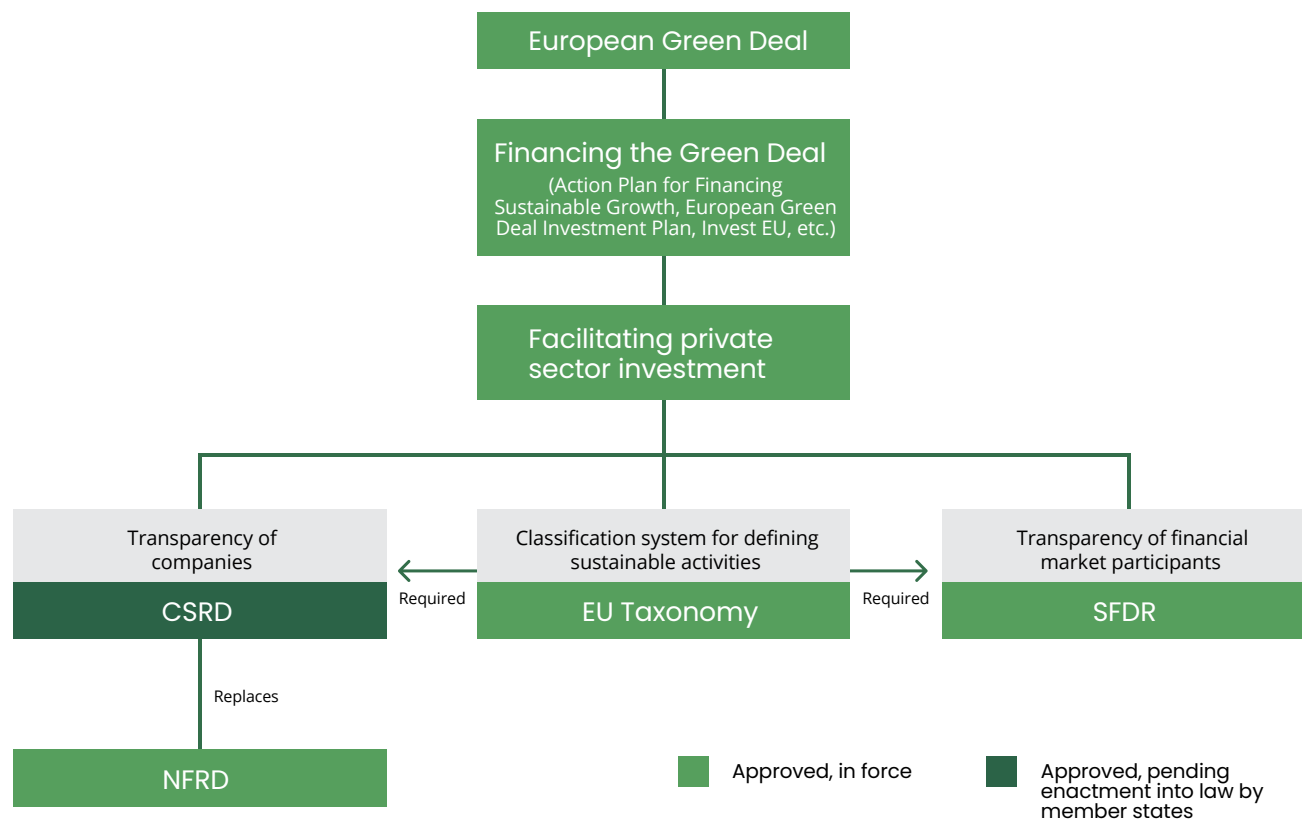 European Green Deal
Financing the Green Deal
(Action Plan for Financing
Sustainable Growth, European Green
Deal Investment Plan, Invest EU, etc.)
Facilitating private
sector investment
Transparency of
companies
CSRD
Required
Classification system for defining
sustainable activities
EU Taxonomy
Required
Transparency of financial
market participants
SFDR
Replaces
NFRD
Approved, in force
Approved, pending
enactment into law by
member states